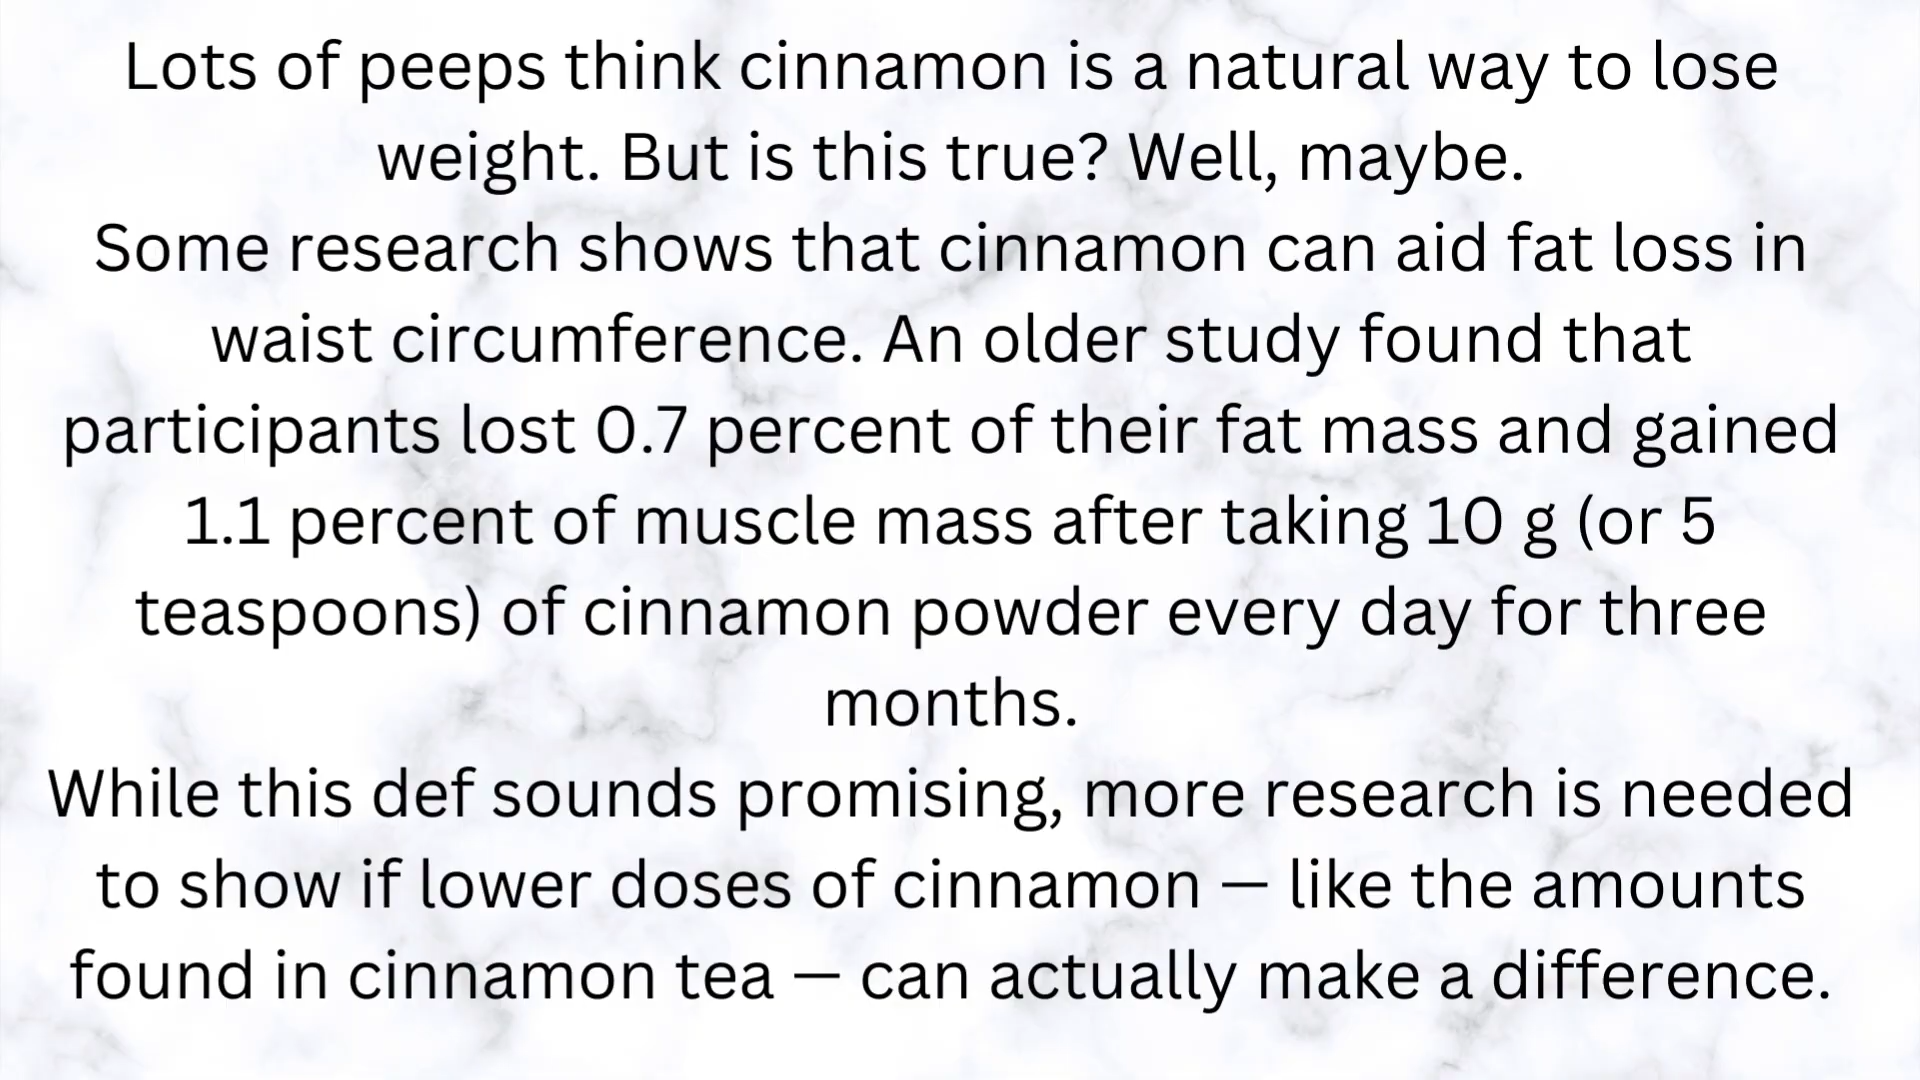 Lots of peeps think cinnamon is a natural way to lose
weight. But is this true? Well, maybe.
Some research shows that cinnamon can aid fat loss in
waist circumference. An older study found that
participants lost 0.7 percent of their fat mass and gained
1.1 percent of muscle mass after taking 10 g (or 5
teaspoons) of cinnamon powder every day for three
months.
While this def sounds promising, more research is needed
to show if lower doses of cinnamon — like the amounts
found in cinnamon tea — can actually make a difference.